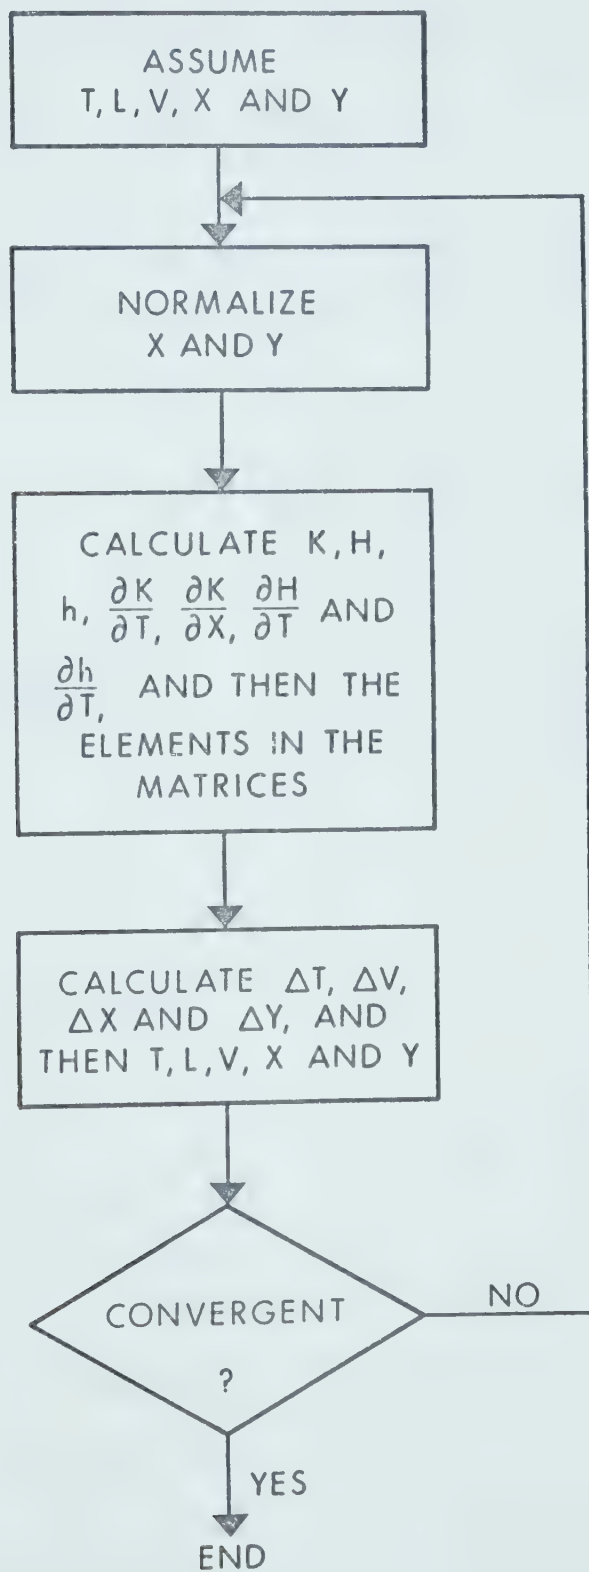 ASSUME
T, L, V, X AND Y
NORMALIZE
X AND Y
CALCULATE K, H,
h, ∂K/∂T, ∂K/∂X, ∂H/∂T AND
∂h/∂T, AND THEN THE
ELEMENTS IN THE
MATRICES
CALCULATE ΔT, ΔV,
ΔX AND ΔY, AND
THEN T, L, V, X AND Y
CONVERGENT
?
NO
YES
END